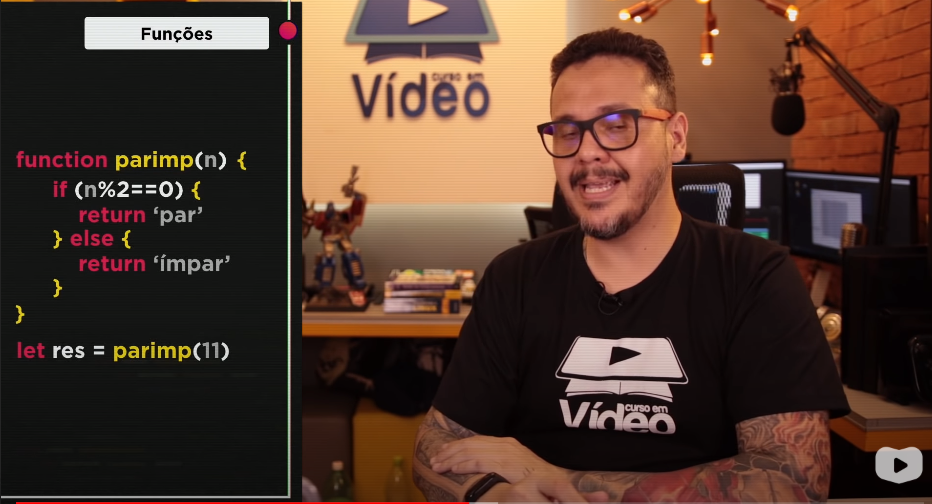 Funções
function parimp(n) {
if (n%2==0) {
return ‘par’
} else {
return ‘ímpar’
}
}
let res = parimp(11)
curso em
Vídeo
curso em
Vídeo